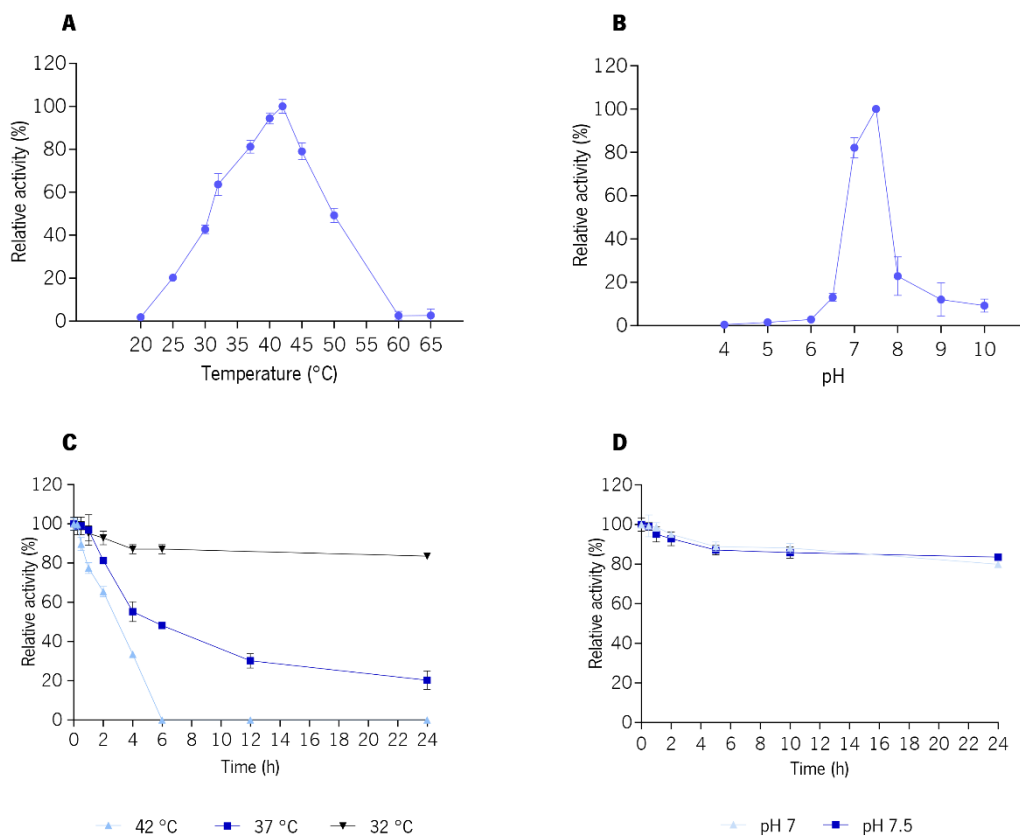 A
Relative activity (%)
120
100
80
60
40
20
0
20 25 30 35 40 45 50 55 60 65
Temperature (°C)
B
Relative activity (%)
120
100
80
60
40
20
0
4 5 6 7 8 9 10
pH
C
Relative activity (%)
120
100
80
60
40
20
0
0 2 4 6 8 10 12 14 16 18 20 22 24
Time (h)
42 °C 37 °C 32 °C
D
Relative activity (%)
120
100
80
60
40
20
0
0 2 4 6 8 10 12 14 16 18 20 22 24
Time (h)
pH 7 pH 7.5